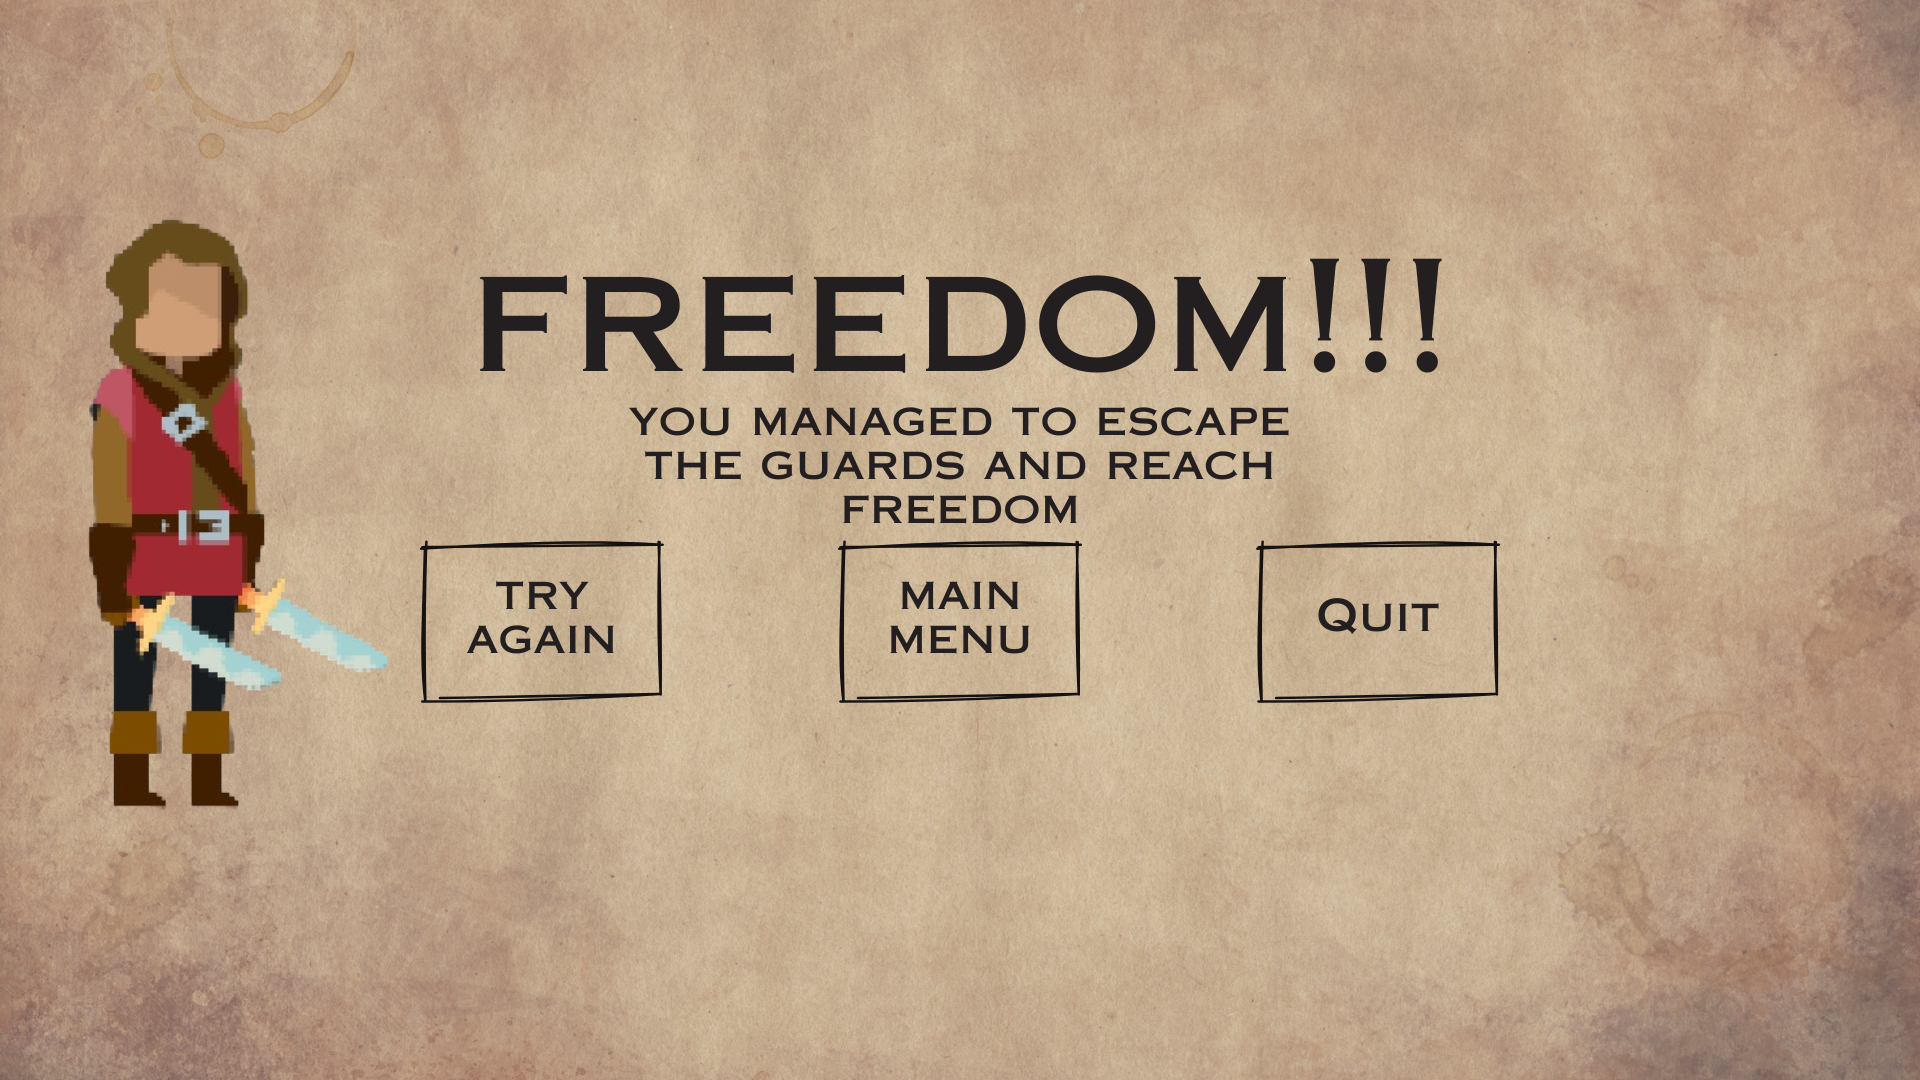 FREEDOM!!!
YOU MANAGED TO ESCAPE
THE GUARDS AND REACH
FREEDOM
TRY
AGAIN
MAIN
MENU
QUIT